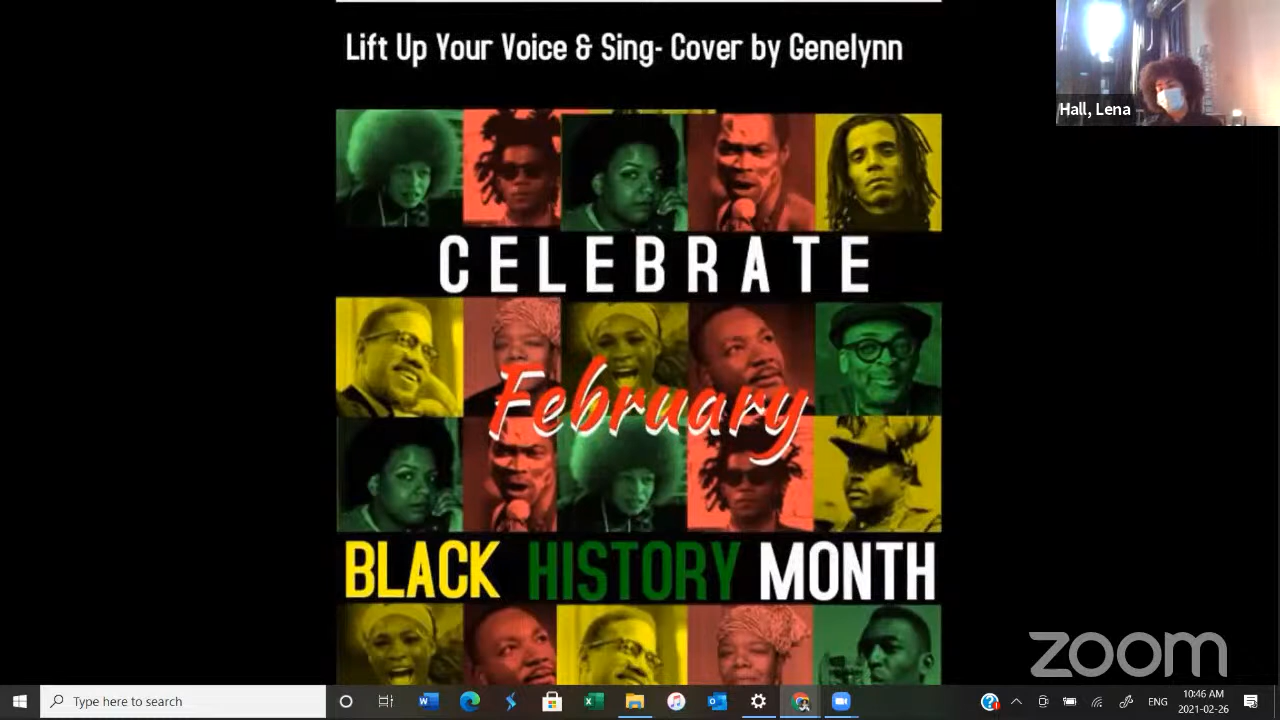 Lift Up Your Voice & Sing- Cover by Genelynn
Hall, Lena
CELEBRATE
February
BLACK HISTORY MONTH
zoom
Type here to search
ENG
10:46 AM
2021-02-26